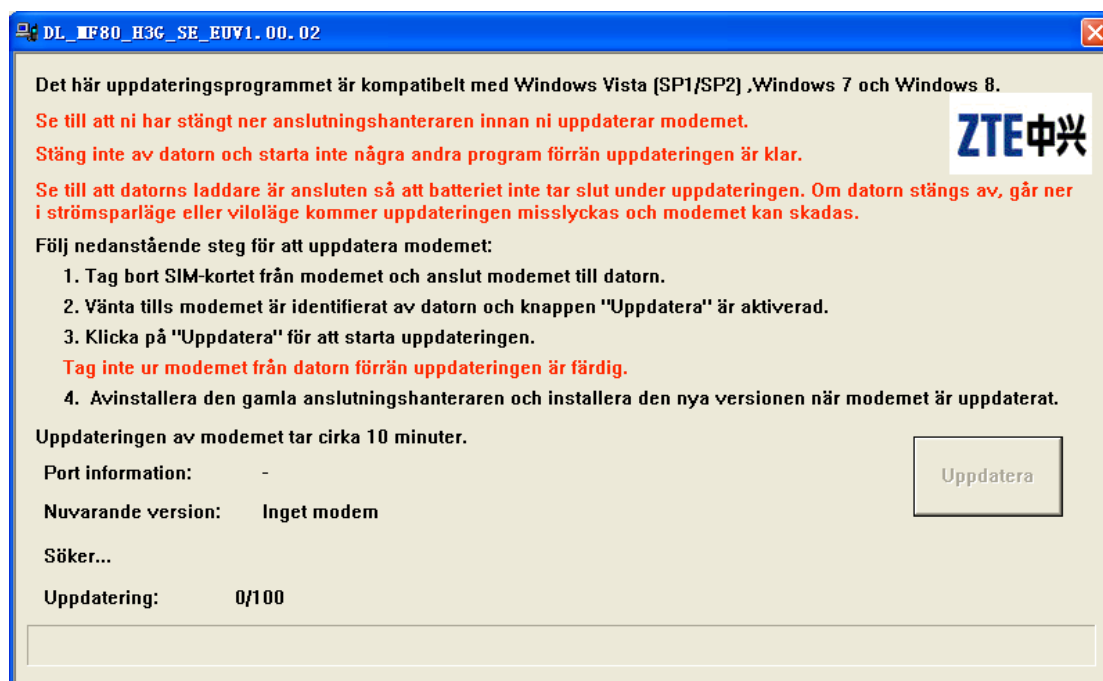 DL_MF80_H3G_SE_EUV1.00.02
Det här uppdateringsprogrammet är kompatibelt med Windows Vista (SP1/SP2) ,Windows 7 och Windows 8.
Se till att ni har stängt ner anslutningshanteraren innan ni uppdaterar modemet.
ZTE中兴
Stäng inte av datorn och starta inte några andra program förrän uppdateringen är klar.
Se till att datorns laddare är ansluten så att batteriet inte tar slut under uppdateringen. Om datorn stängs av, går ner
i strömsparläge eller viloläge kommer uppdateringen misslyckas och modemet kan skadas.
Följ nedanstående steg för att uppdatera modemet:
1. Tag bort SIM-kortet från modemet och anslut modemet till datorn.
2. Vänta tills modemet är identifierat av datorn och knappen "Uppdatera" är aktiverad.
3. Klicka på "Uppdatera" för att starta uppdateringen.
Tag inte ur modemet från datorn förrän uppdateringen är färdig.
4. Avinstallera den gamla anslutningshanteraren och installera den nya versionen när modemet är uppdaterat.
Uppdateringen av modemet tar cirka 10 minuter.
Port information: -
Uppdatera
Nuvarande version: Inget modem
Söker...
Uppdatering: 0/100